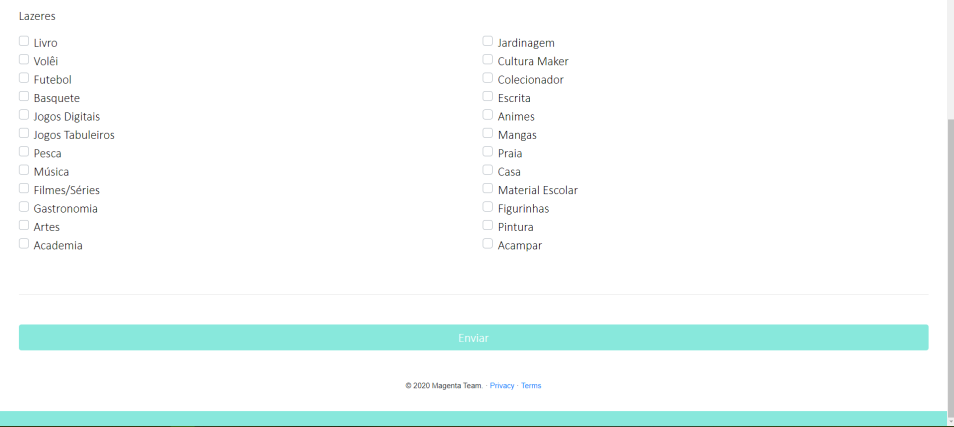 Lazeres
Livro
Volêi
Futebol
Basquete
Jogos Digitais
Jogos Tabuleiros
Pesca
Música
Filmes/Séries
Gastronomia
Artes
Academia
Jardinagem
Cultura Maker
Colecionador
Escrita
Animes
Mangas
Praia
Casa
Material Escolar
Figurinhas
Pintura
Acampar
Enviar
© 2020 Magenta Team. · Privacy · Terms